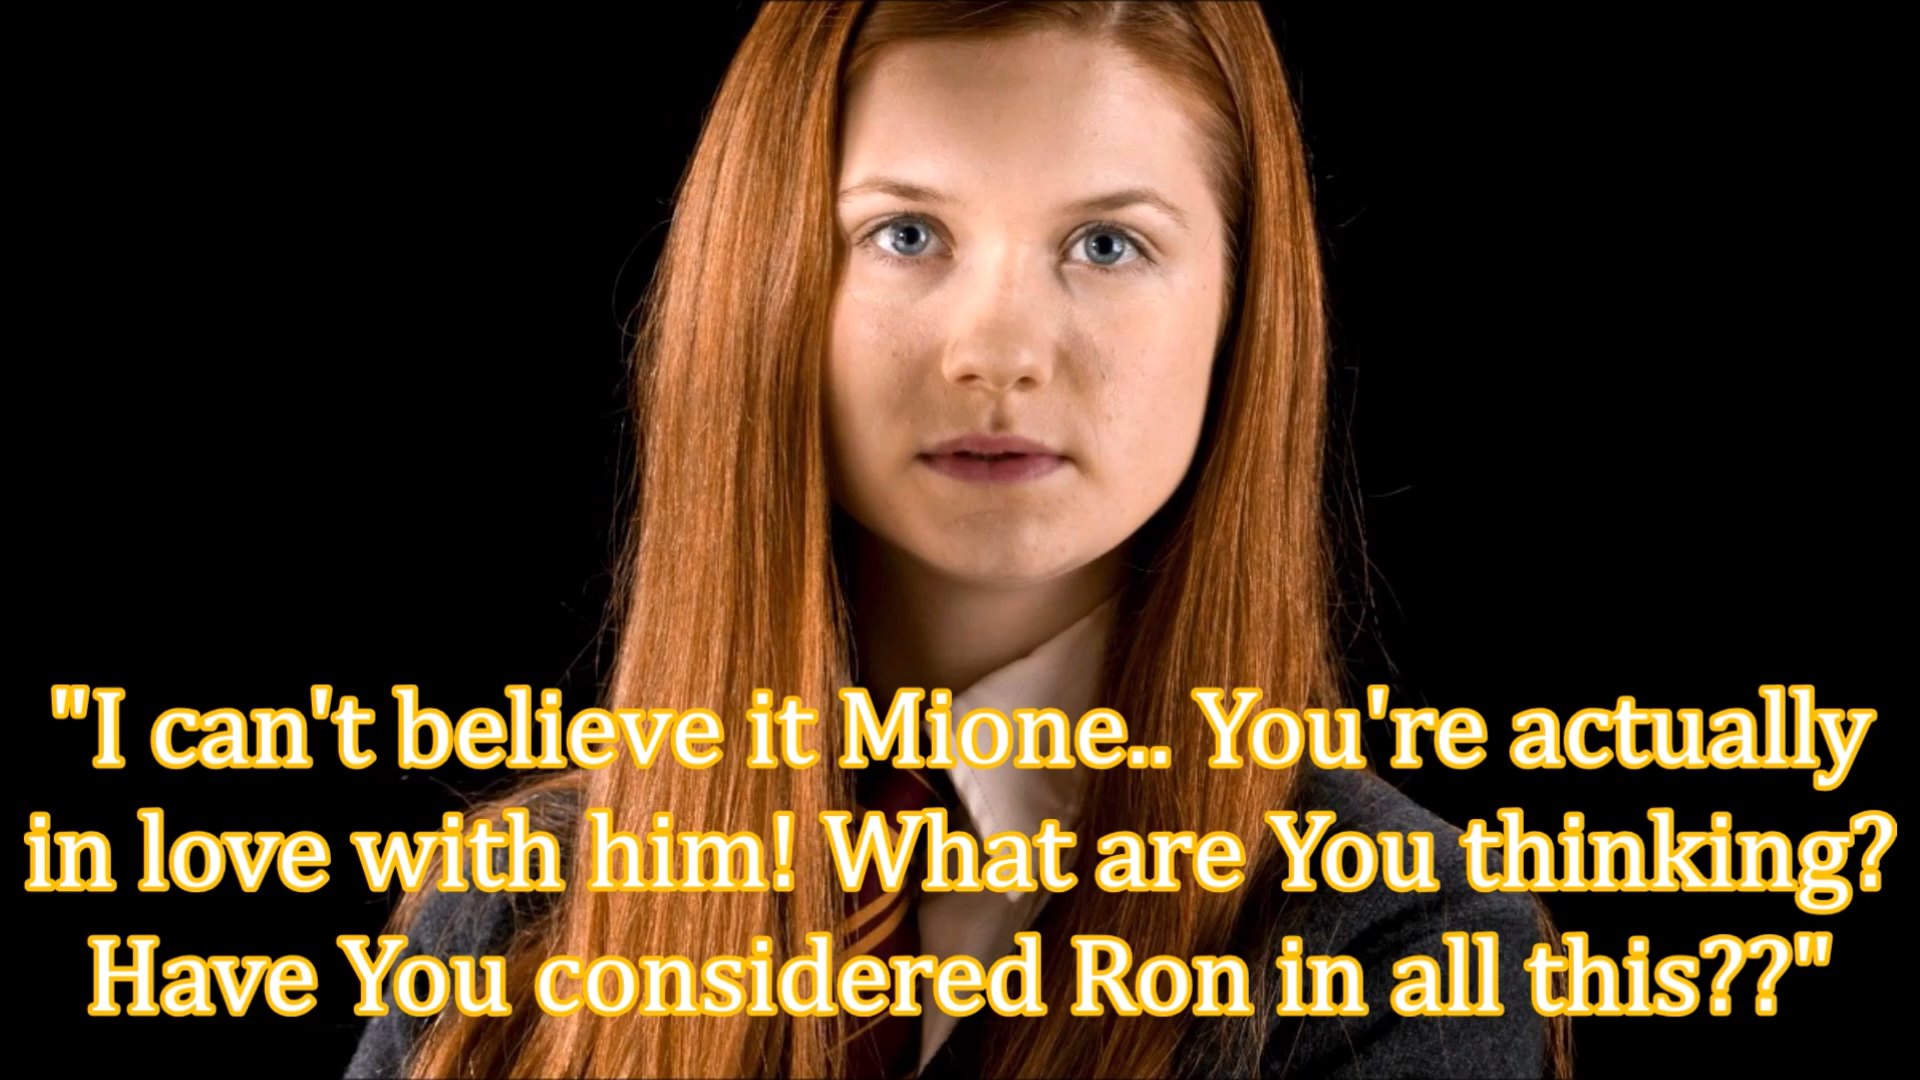 "I can't believe it Mione.. You're actually
in love with him! What are You thinking?
Have You considered Ron in all this??"